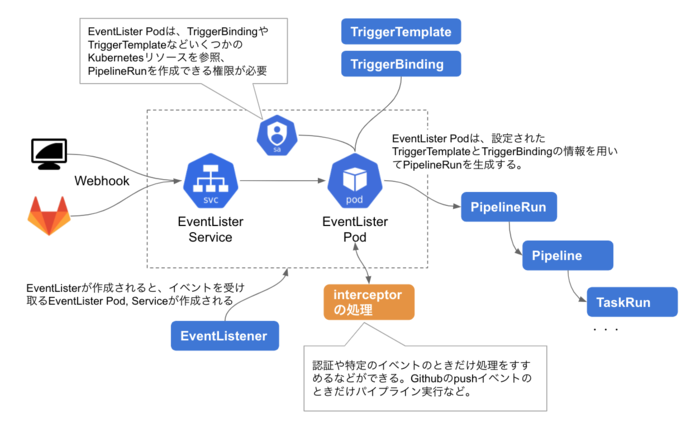 EventLister Podは、TriggerBindingや
TriggerTemplateなどいくつかの
Kubernetesリソースを参照、
PipelineRunを作成できる権限が必要
TriggerTemplate
TriggerBinding
sa
EventLister Podは、設定された
TriggerTemplateとTriggerBindingの情報を用い
てPipelineRunを生成する。
Webhook
svc
pod
EventLister
Service
EventLister
Pod
PipelineRun
Pipeline
TaskRun
・・・
EventListerが作成されると、イベントを受け
取るEventLister Pod, Serviceが作成される
EventListener
interceptor
の処理
認証や特定のイベントのときだけ処理をすす
めるなどができる。Githubのpushイベントの
ときだけパイプライン実行など。